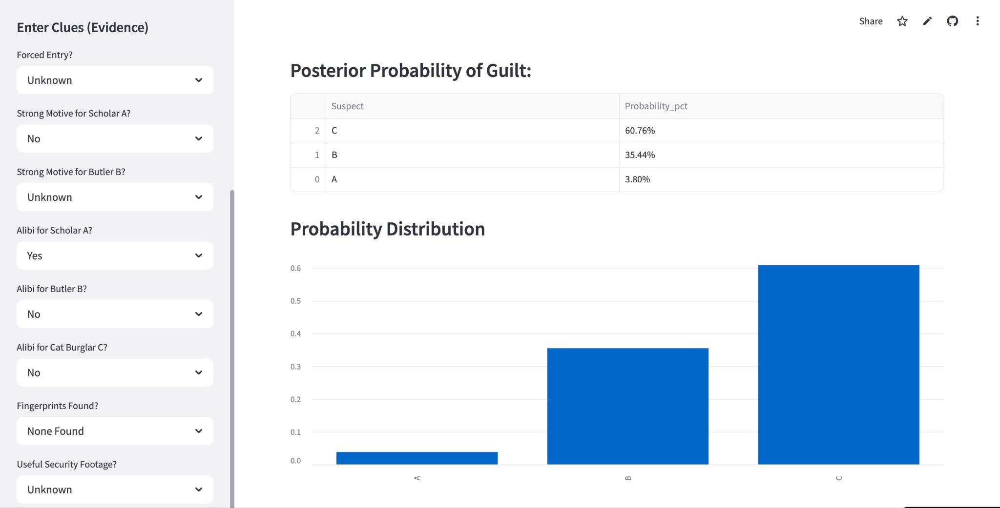 Enter Clues (Evidence)
Forced Entry?
Unknown
Strong Motive for Scholar A?
No
Strong Motive for Butler B?
Unknown
Alibi for Scholar A?
Yes
Alibi for Butler B?
No
Alibi for Cat Burglar C?
No
Fingerprints Found?
None Found
Useful Security Footage?
Unknown
Share
Posterior Probability of Guilt:
Suspect Probability_pct
2 C 60.76%
1 B 35.44%
0 A 3.80%
Probability Distribution
0.6
0.5
0.4
0.3
0.2
0.1
0.0
A B C